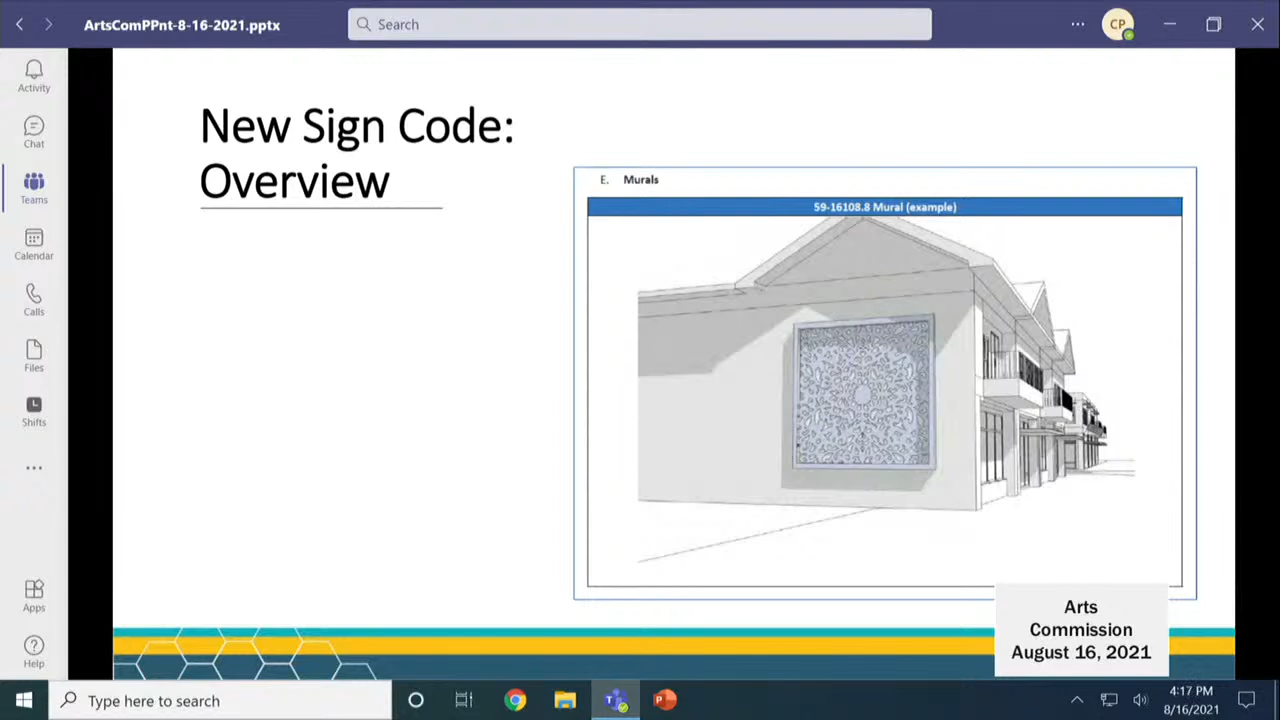 ArtsComPPnt-8-16-2021.pptx
Search
...
CP
Activity
Chat
Teams
Calendar
Calls
Files
Shifts
...
Apps
Help
New Sign Code:
Overview
E. Murals
59-16108.8 Mural (example)
Arts
Commission
August 16, 2021
Type here to search
4:17 PM
8/16/2021